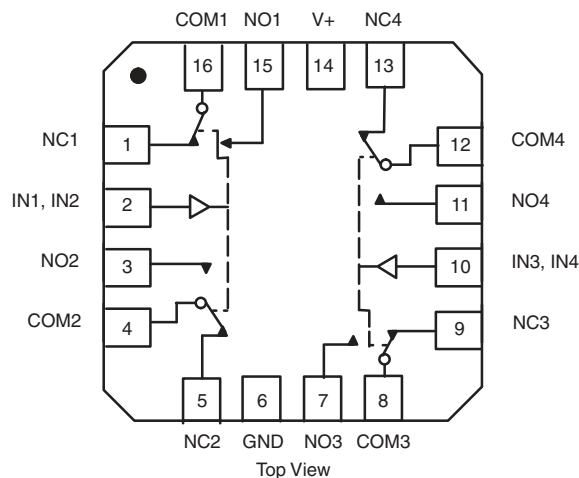 COM1 NO1 V+ NC4
16 15 14 13
NC1 1 12 COM4
IN1, IN2 2 11 NO4
NO2 3 10 IN3, IN4
COM2 4 9 NC3
5 6 7 8
NC2 GND NO3 COM3
Top View